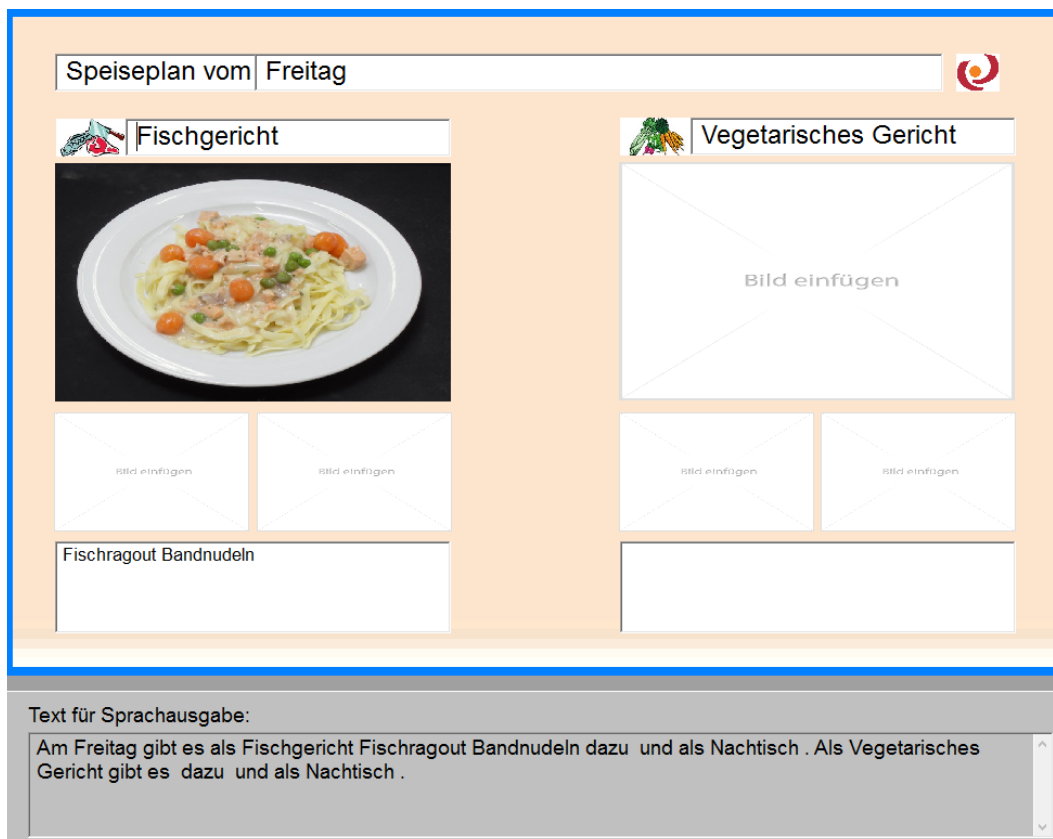 Speiseplan vom Freitag
Fischgericht
Vegetarisches Gericht
Bild einfügen
Bild einfügen
Bild einfügen
Bild einfügen
Bild einfügen
Fischragout Bandnudeln
Text für Sprachausgabe:
Am Freitag gibt es als Fischgericht Fischragout Bandnudeln dazu  und als Nachtisch . Als Vegetarisches
Gericht gibt es  dazu  und als Nachtisch .